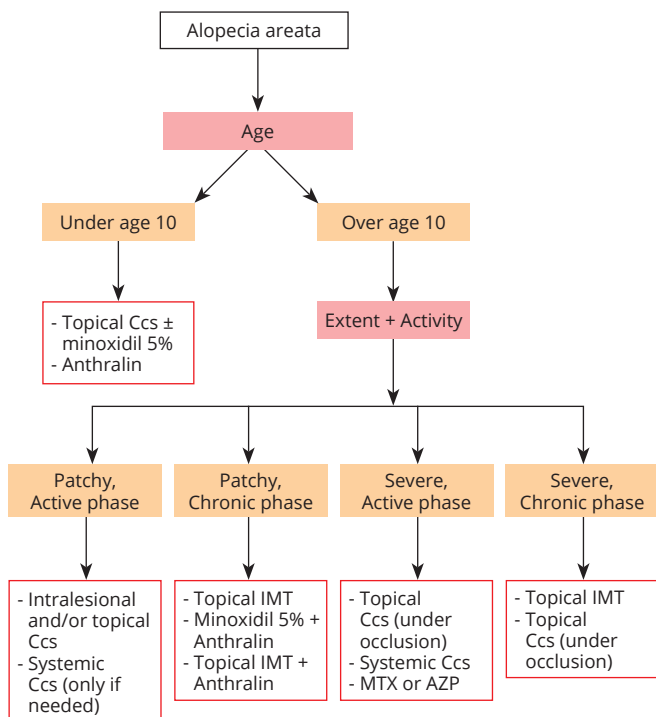 Alopecia areata
Age
Under age 10
Over age 10
- Topical Ccs ±
minoxidil 5%
- Anthralin
Extent + Activity
Patchy,
Active phase
Patchy,
Chronic phase
Severe,
Active phase
Severe,
Chronic phase
- Intralesional
and/or topical
Ccs
- Systemic
Ccs (only if
needed)
- Topical IMT
- Minoxidil 5% +
Anthralin
- Topical IMT +
Anthralin
- Topical
Ccs (under
occlusion)
- Systemic Ccs
- MTX or AZP
- Topical IMT
- Topical
Ccs (under
occlusion)